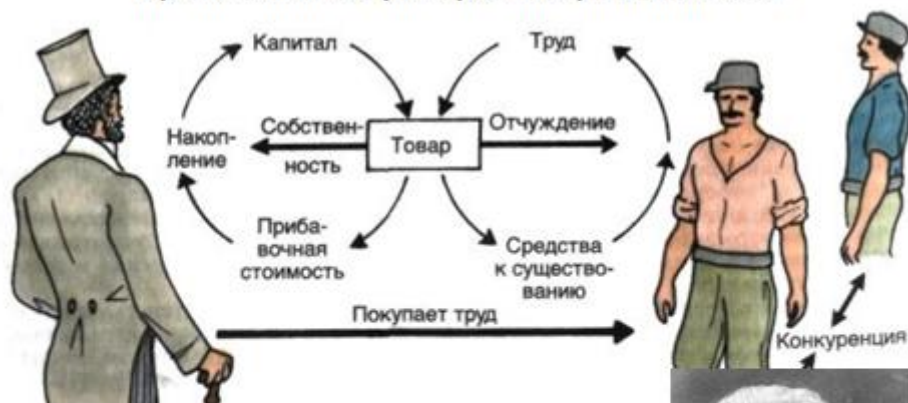 Капитал
Труд
Накоп-
ление
Собствен-
ность
Товар
Отчуждение
Приба-
вочная
стоимость
Средства
к существо-
ванию
Покупает труд
Конкуренция